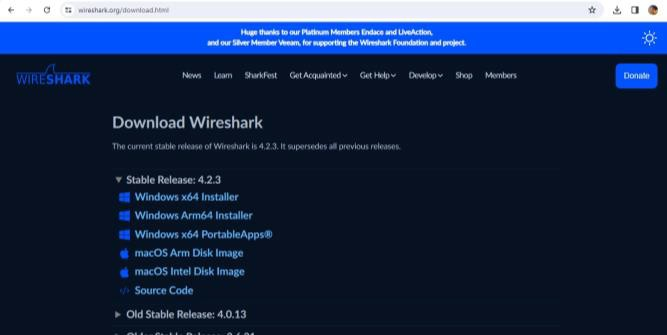 wireshark.org/download.html
Huge thanks to our Platinum Members Endace and LiveAction,
and our Silver Member Veeam, for supporting the Wireshark Foundation and project.
WIRESHARK
News Learn SharkFest Get Acquainted Get Help Develop Shop Members
Donate
Download Wireshark
The current stable release of Wireshark is 4.2.3. It supersedes all previous releases.
Stable Release: 4.2.3
Windows x64 Installer
Windows Arm64 Installer
Windows x64 PortableApps®
macOS Arm Disk Image
macOS Intel Disk Image
Source Code
Old Stable Release: 4.0.13